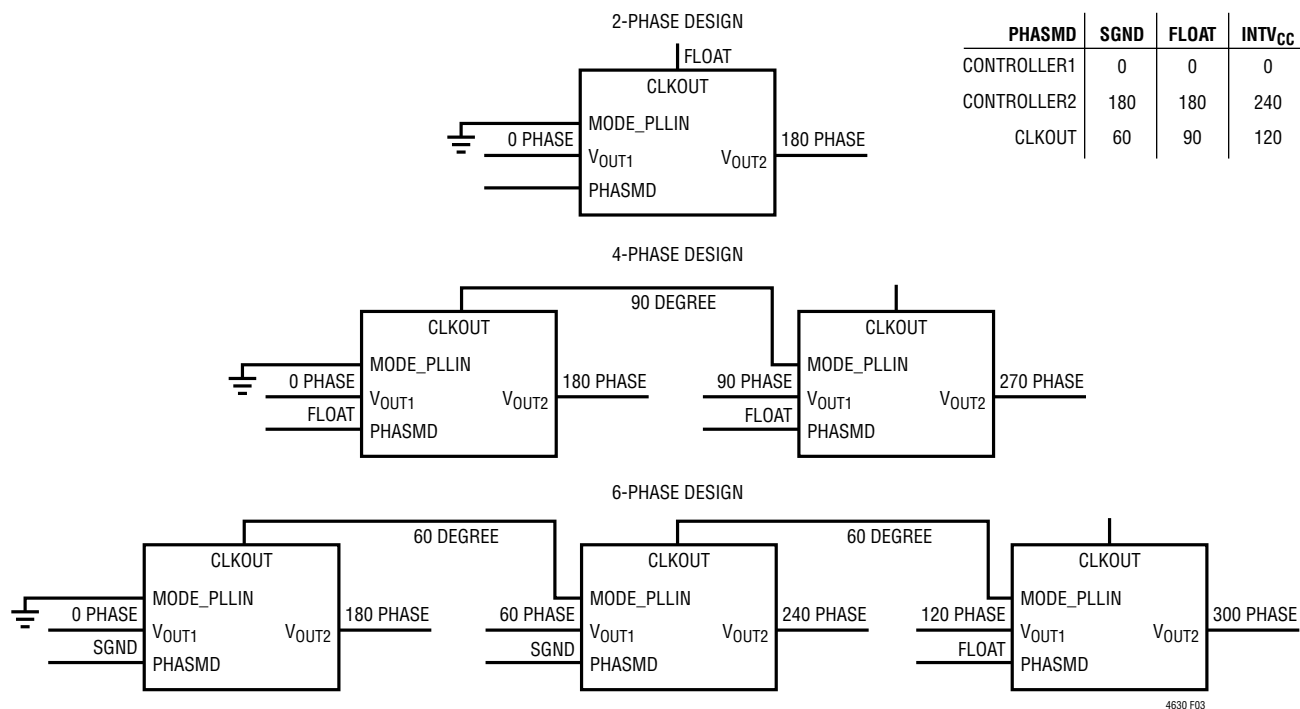 2-PHASE DESIGN
FLOAT
CLKOUT
MODE_PLLIN
0 PHASE
VOUT1
VOUT2
180 PHASE
PHASMD
PHASMD SGND FLOAT INTVCC
CONTROLLER1 0 0 0
CONTROLLER2 180 180 240
CLKOUT 60 90 120
4-PHASE DESIGN
90 DEGREE
CLKOUT
MODE_PLLIN
0 PHASE
VOUT1
VOUT2
180 PHASE
FLOAT
PHASMD
CLKOUT
MODE_PLLIN
90 PHASE
VOUT1
VOUT2
270 PHASE
FLOAT
PHASMD
6-PHASE DESIGN
60 DEGREE
60 DEGREE
CLKOUT
MODE_PLLIN
0 PHASE
VOUT1
VOUT2
180 PHASE
SGND
PHASMD
CLKOUT
MODE_PLLIN
60 PHASE
VOUT1
VOUT2
240 PHASE
SGND
PHASMD
CLKOUT
MODE_PLLIN
120 PHASE
VOUT1
VOUT2
300 PHASE
FLOAT
PHASMD
4630 F03